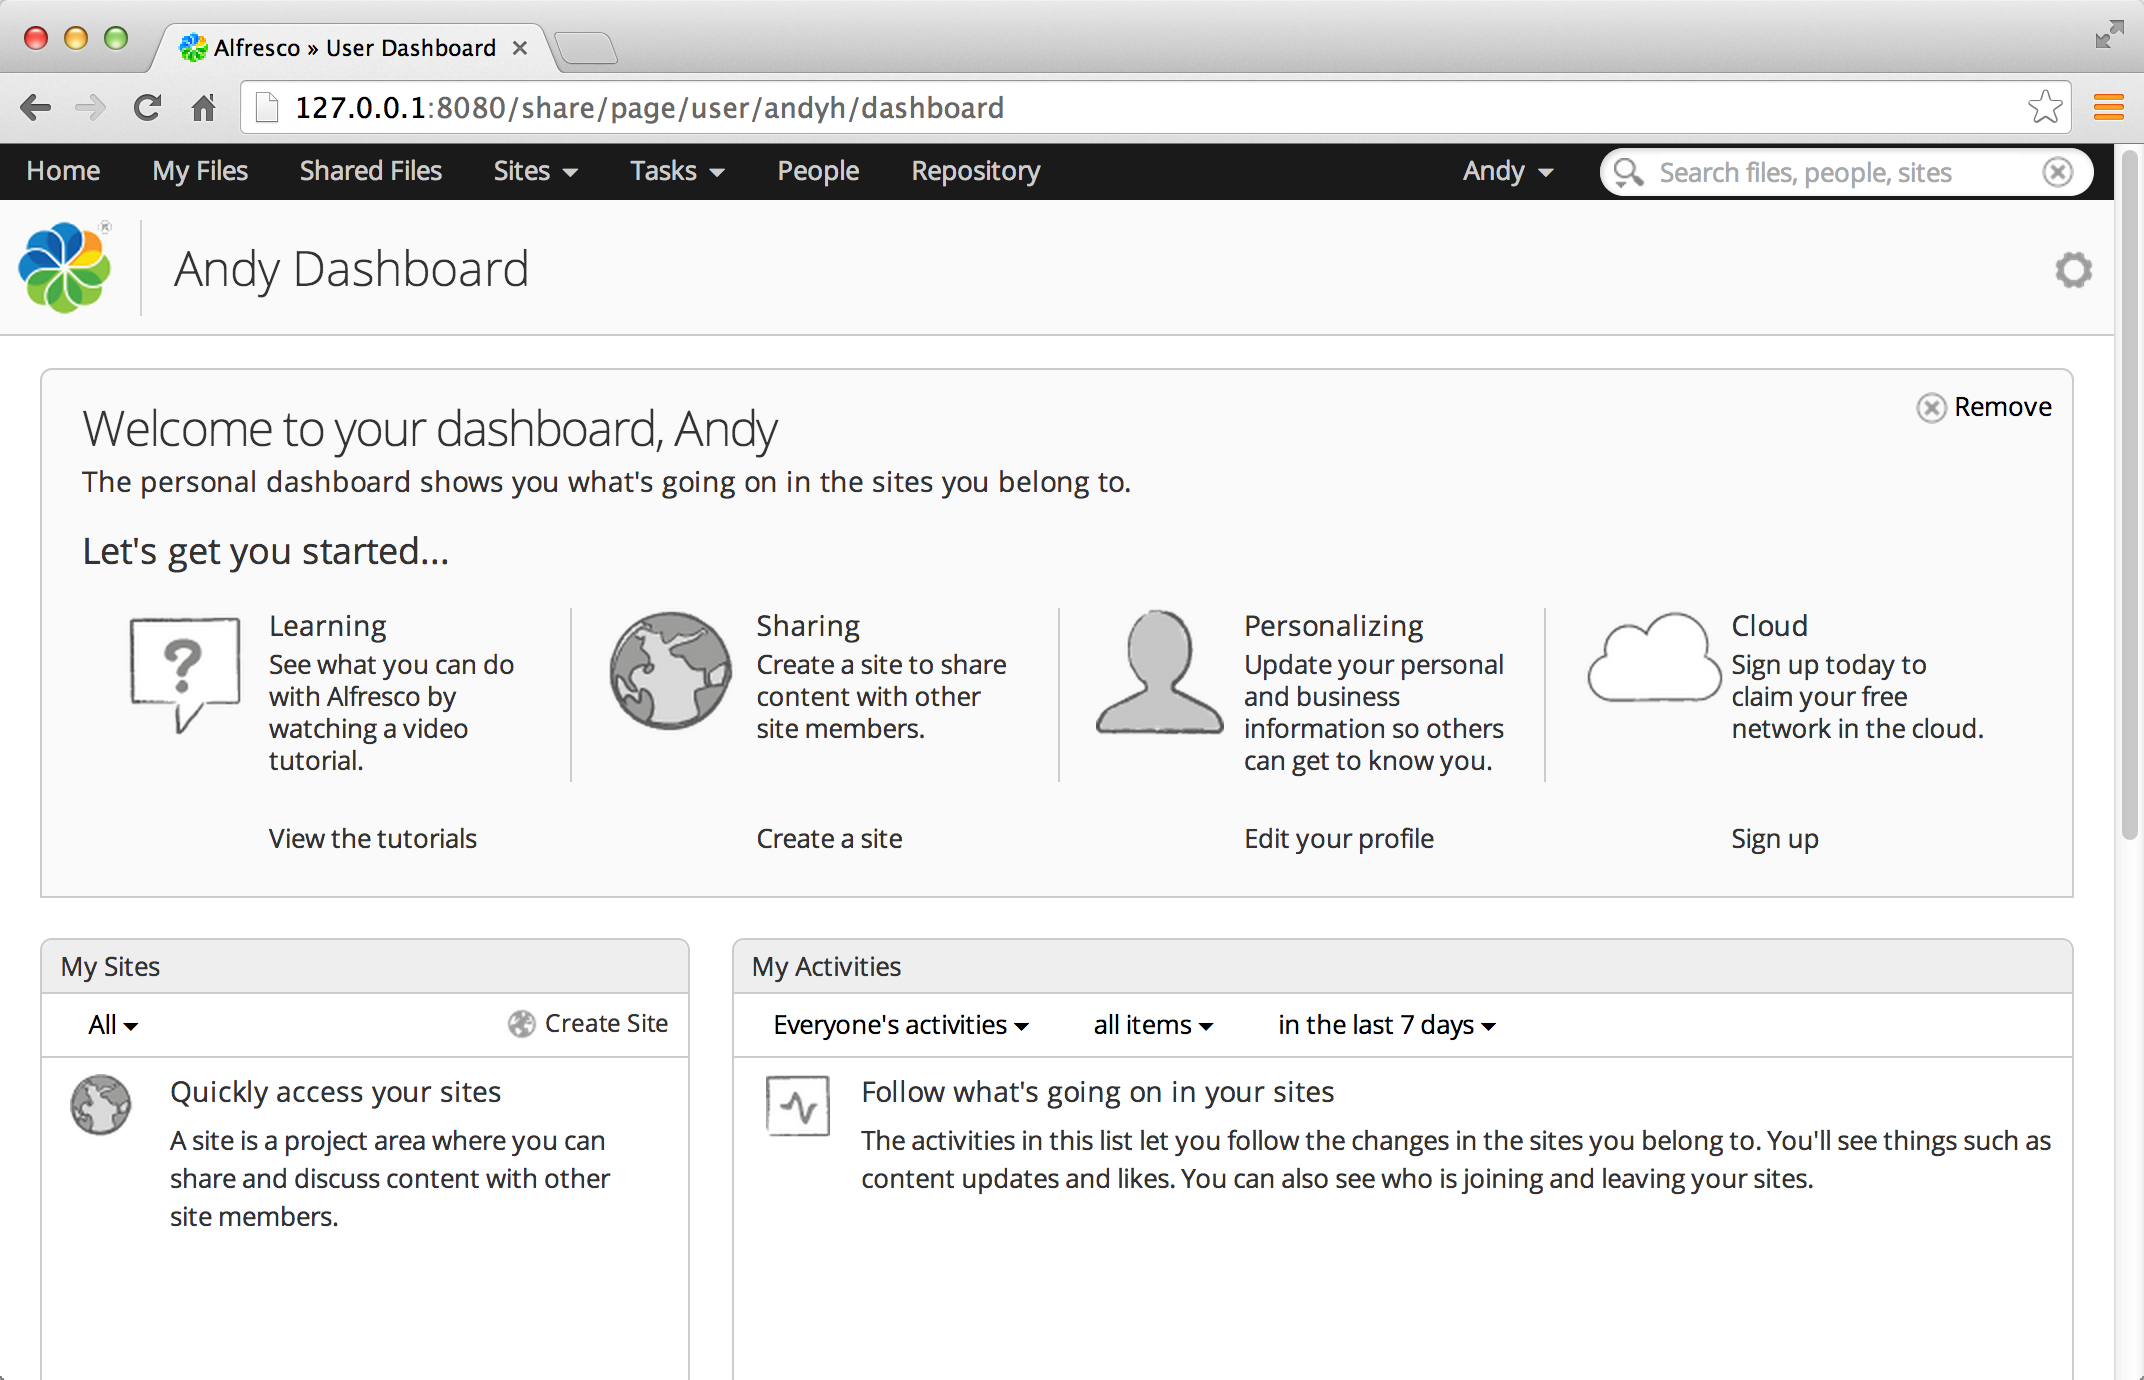 Alfresco » User Dashboard
127.0.0.1:8080/share/page/user/andyh/dashboard
Home My Files Shared Files Sites Tasks People Repository Andy Search files, people, sites
®
Andy Dashboard
Welcome to your dashboard, Andy
Remove
The personal dashboard shows you what's going on in the sites you belong to.
Let's get you started...
Learning
See what you can do
with Alfresco by
watching a video
tutorial.
View the tutorials
Sharing
Create a site to share
content with other
site members.
Create a site
Personalizing
Update your personal
and business
information so others
can get to know you.
Edit your profile
Cloud
Sign up today to
claim your free
network in the cloud.
Sign up
My Sites
All Create Site
Quickly access your sites
A site is a project area where you can
share and discuss content with other
site members.
My Activities
Everyone's activities all items in the last 7 days
Follow what's going on in your sites
The activities in this list let you follow the changes in the sites you belong to. You'll see things such as
content updates and likes. You can also see who is joining and leaving your sites.